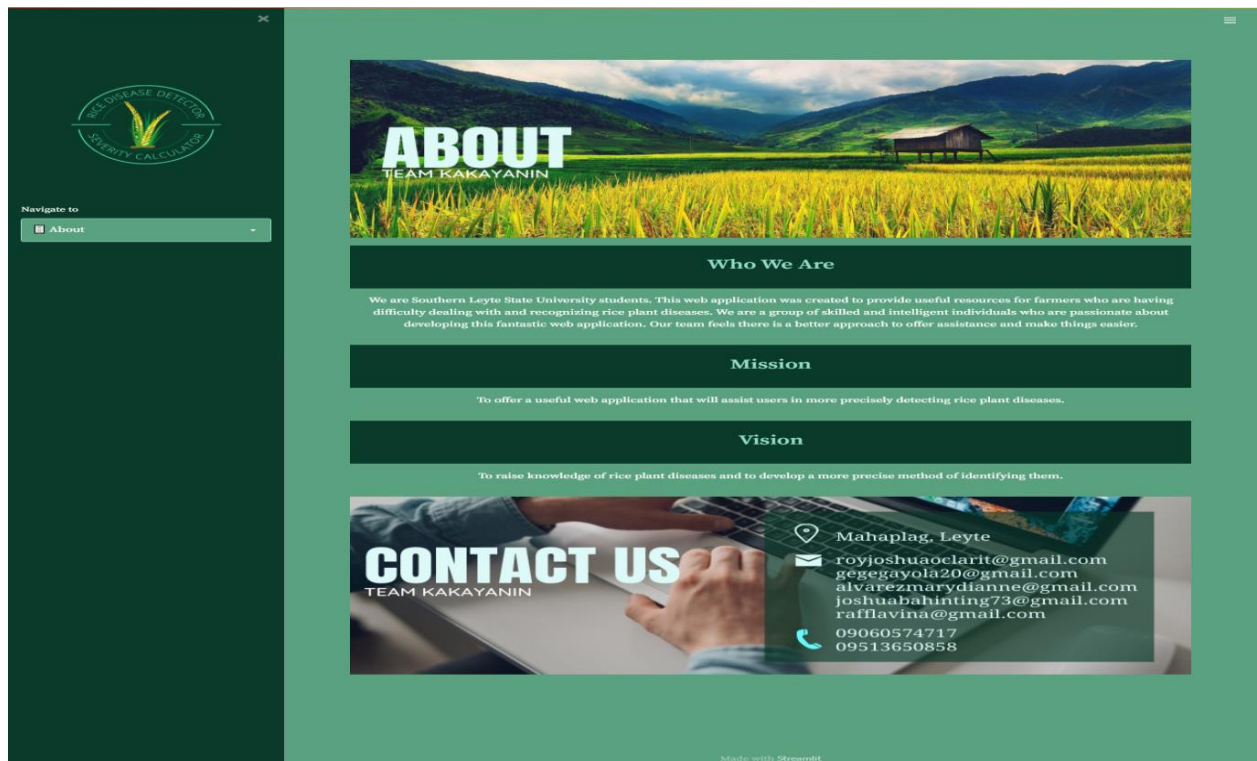 RICE DISEASE DETECTOR
SEVERITY CALCULATOR
Navigate to
About
ABOUT
TEAM KAKAYANIN
Who We Are
We are Southern Leyte State University students. This web application was created to provide useful resources for farmers who are having
difficulty dealing with and recognizing rice plant diseases. We are a group of skilled and intelligent individuals who are passionate about
developing this fantastic web application. Our team feels there is a better approach to offer assistance and make things easier.
Mission
To offer a useful web application that will assist users in more precisely detecting rice plant diseases.
Vision
To raise knowledge of rice plant diseases and to develop a more precise method of identifying them.
CONTACT US
TEAM KAKAYANIN
Mahaplag, Leyte
royjoshuaoclarit@gmail.com
gegegayola20@gmail.com
alvarezmarydianne@gmail.com
joshuabahinting73@gmail.com
rafflavina@gmail.com
09060574717
09513650858
Made with Streamlit